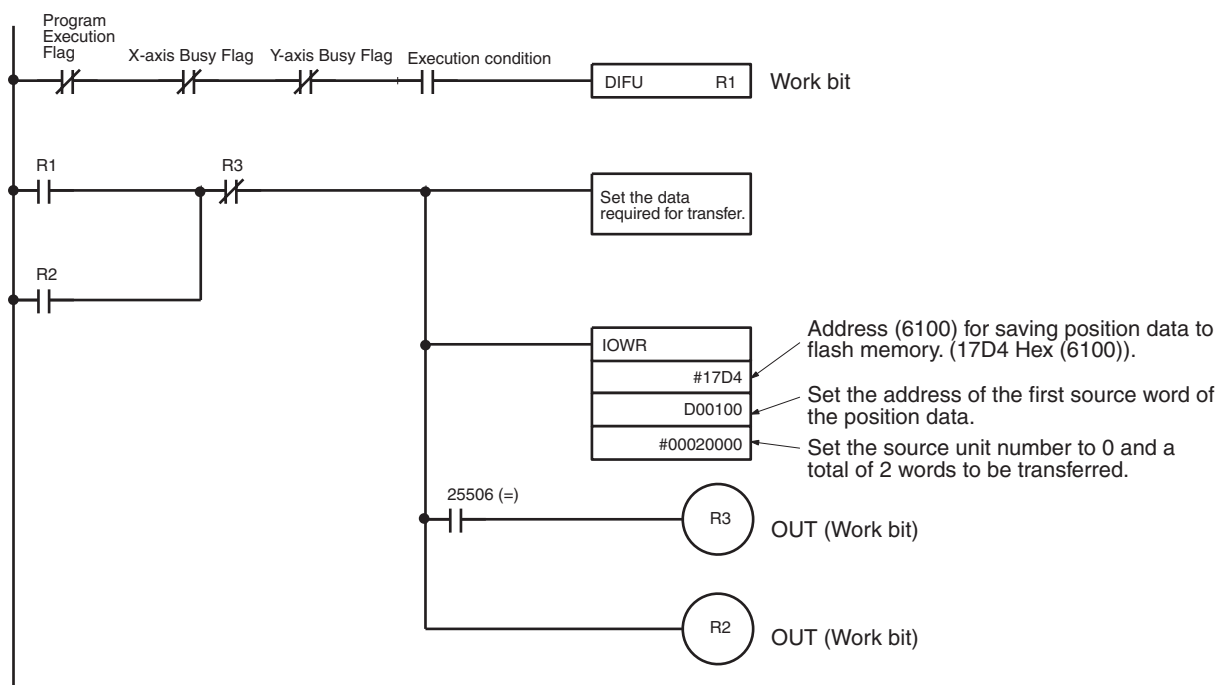 Program
Execution
Flag
X-axis Busy Flag
Y-axis Busy Flag
Execution condition
DIFU R1
Work bit
R1
R3
Set the data
required for transfer.
R2
IOWR
#17D4
D00100
#00020000
Address (6100) for saving position data to
flash memory. (17D4 Hex (6100)).
Set the address of the first source word of
the position data.
Set the source unit number to 0 and a
total of 2 words to be transferred.
25506 (=)
R3
OUT (Work bit)
R2
OUT (Work bit)